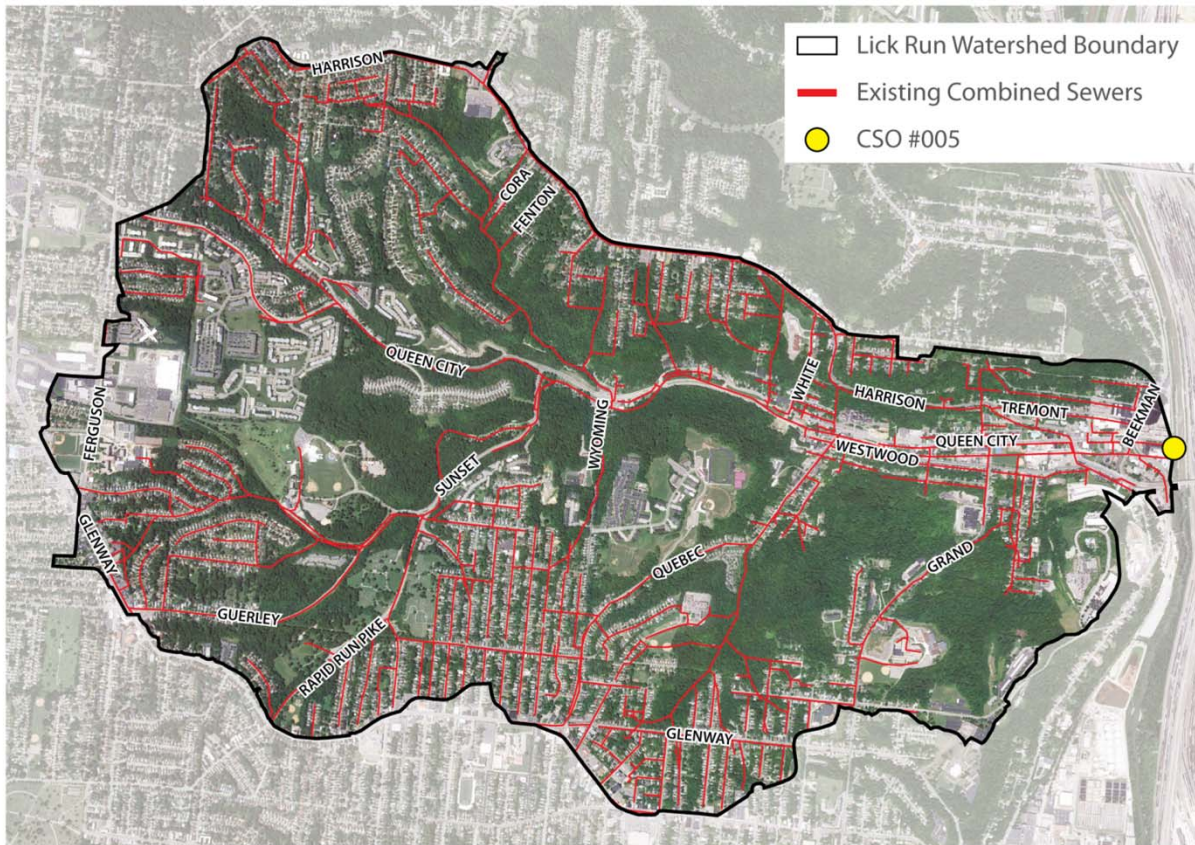 Lick Run Watershed Boundary
Existing Combined Sewers
CSO #005
HARRISON
CORA
FENTON
QUEEN CITY
WYOMING
WHITE
HARRISON
TREMONT
BEEKMAN
QUEEN CITY
WESTWOOD
FERGUSON
SUNSET
GLENWAY
QUEBEC
GRAND
GUERLEY
RAPID RUN PIKE
GLENWAY